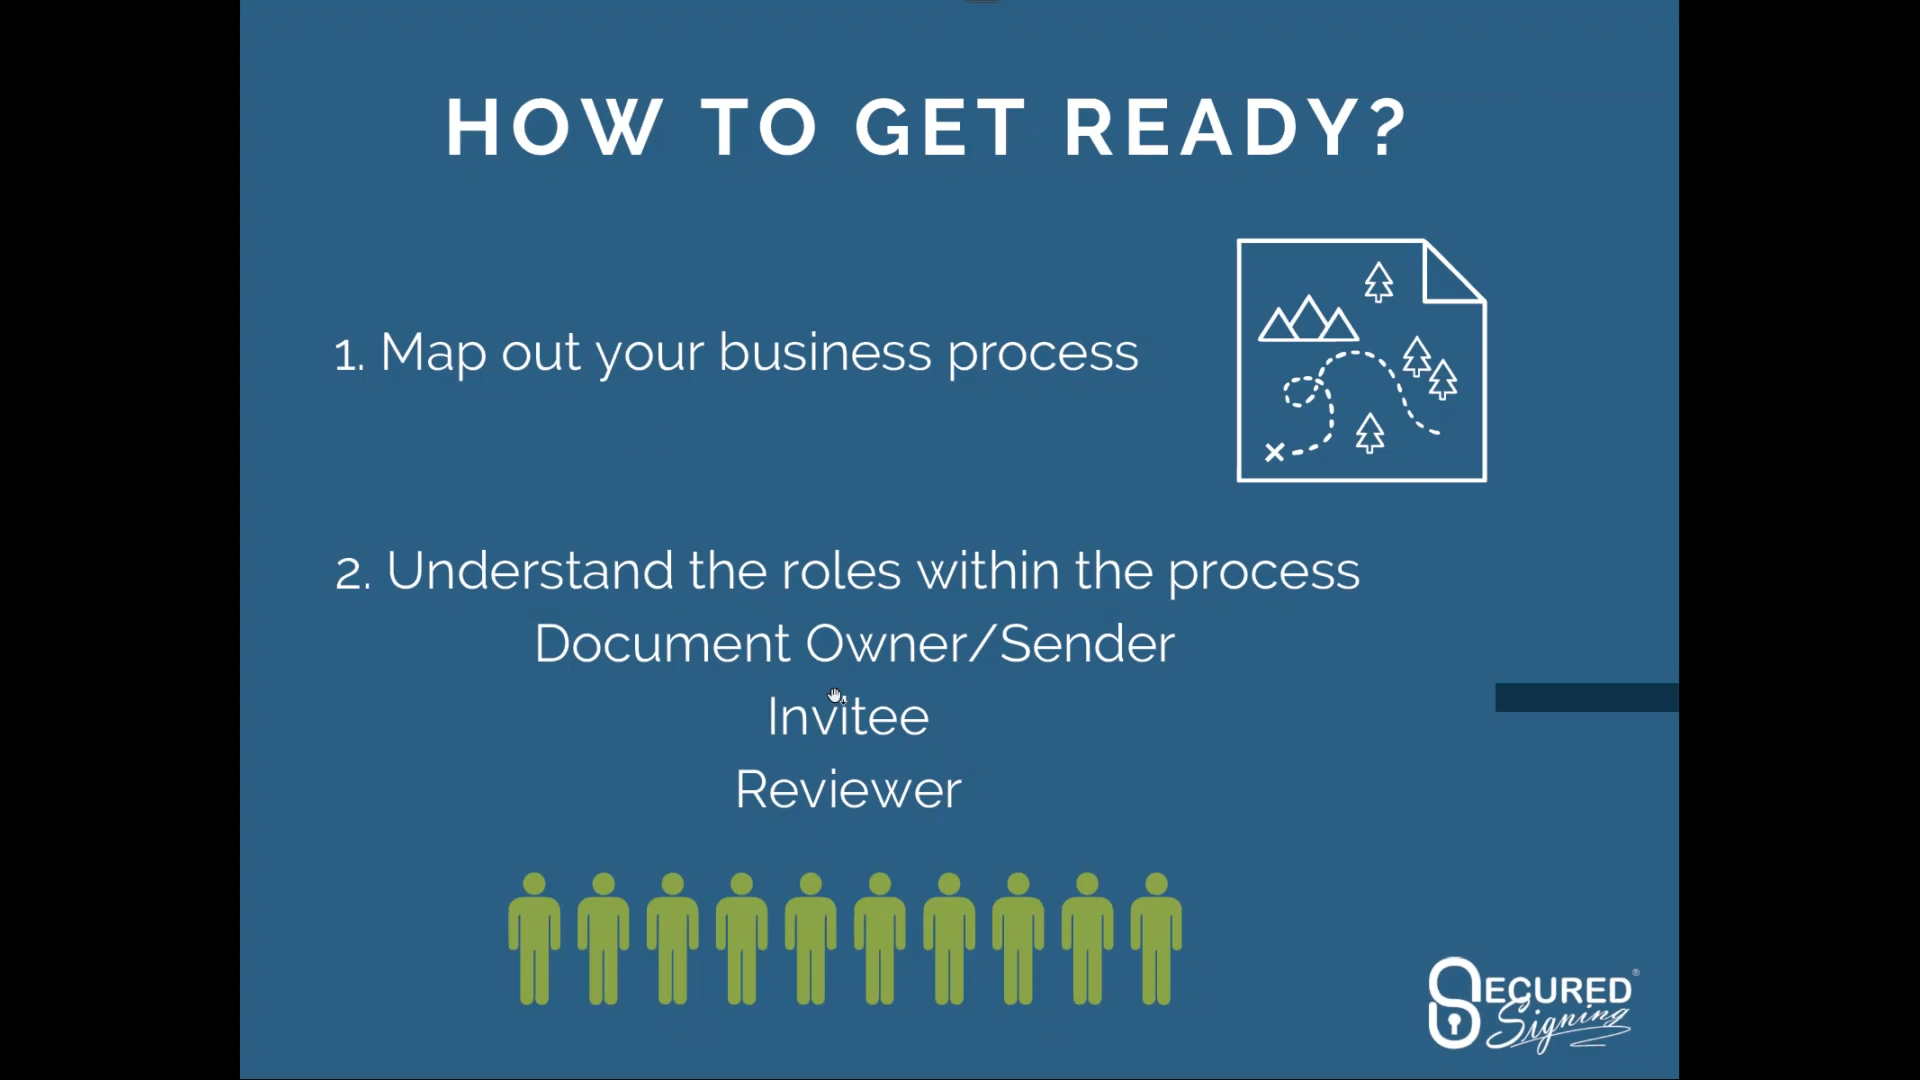 HOW TO GET READY?
1. Map out your business process
2. Understand the roles within the process
Document Owner/Sender
Invitee
Reviewer
SECURED®
Signing